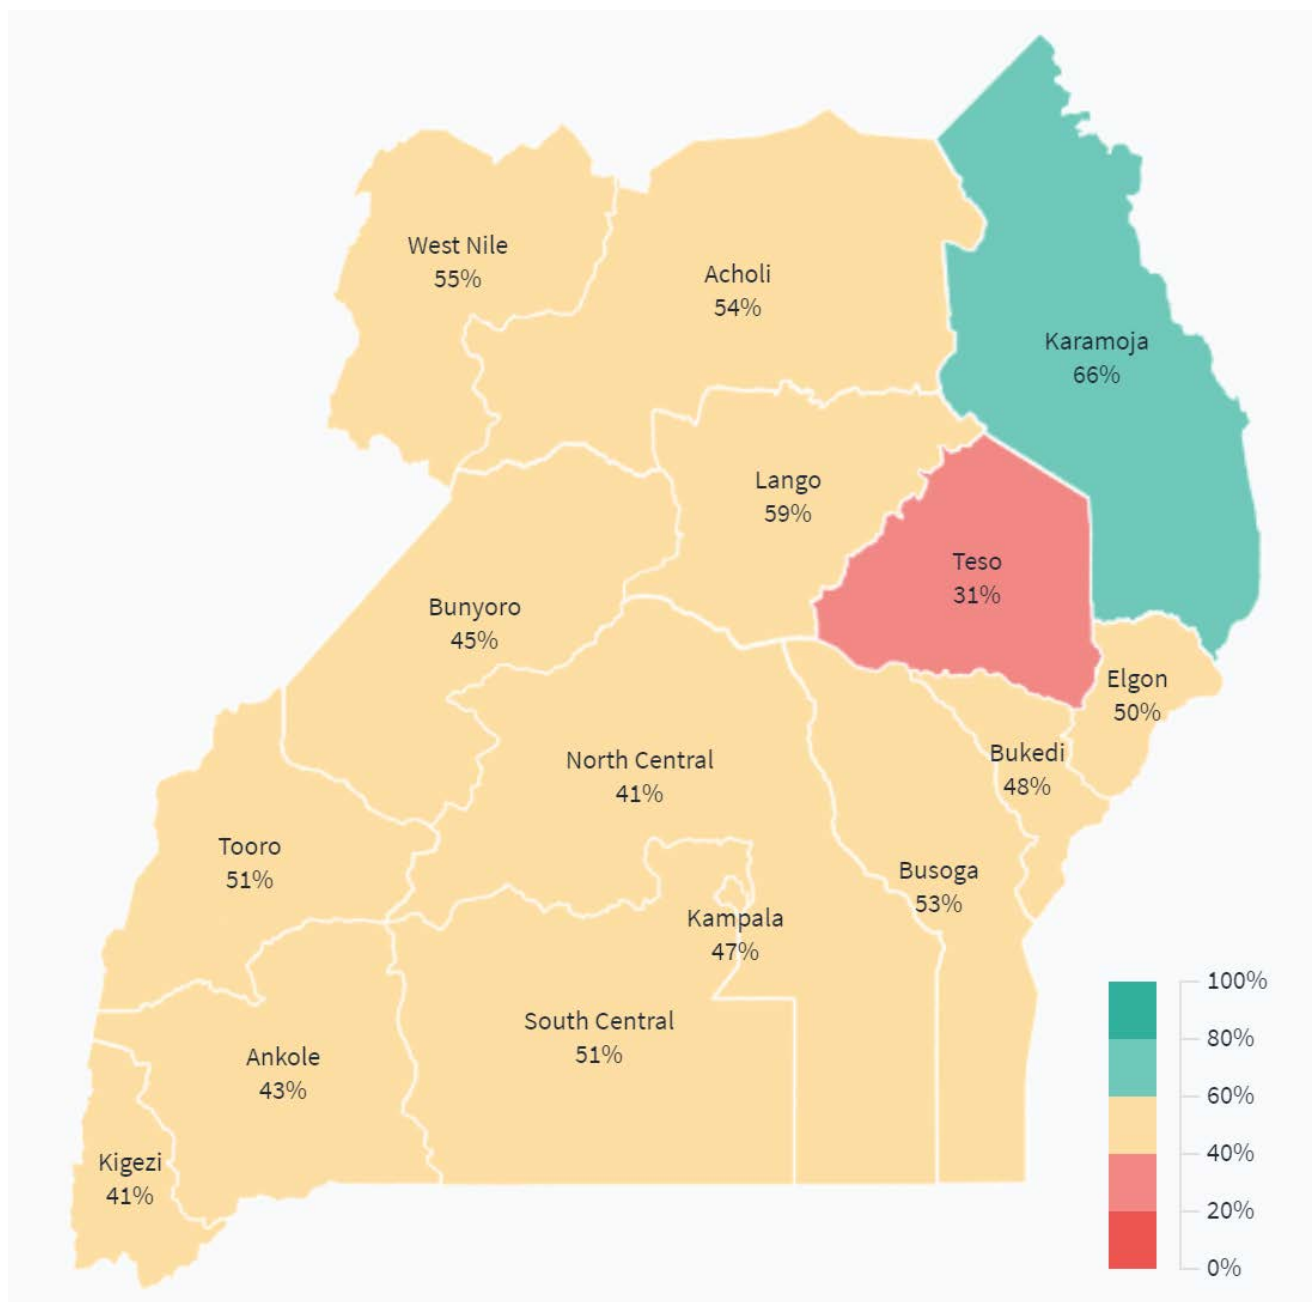 West Nile
55%
Acholi
54%
Karamoja
66%
Lango
59%
Teso
31%
Bunyoro
45%
Elgon
50%
North Central
41%
Bukedi
48%
Tooro
51%
Busoga
53%
Kampala
47%
South Central
51%
Ankole
43%
Kigezi
41%
100%
80%
60%
40%
20%
0%